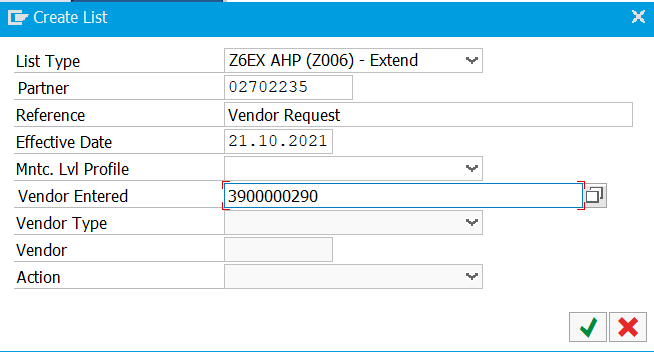 Create List
List Type Z6EX AHP (Z006) - Extend
Partner 02702235
Reference Vendor Request
Effective Date 21.10.2021
Mntc. Lvl Profile
Vendor Entered 3900000290
Vendor Type
Vendor
Action